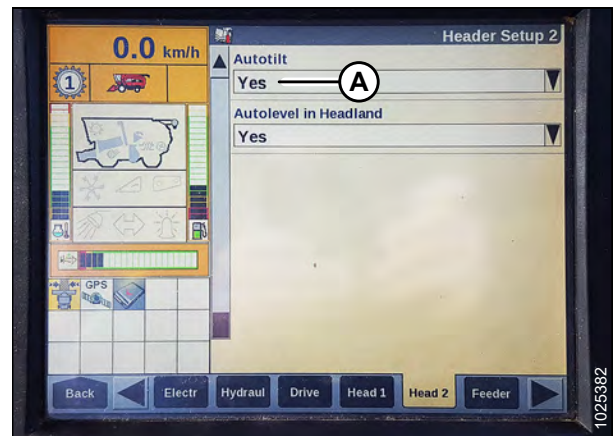 Header Setup 2
0.0 km/h
1
Autotilt
Yes
A
Autolevel in Headland
Yes
GPS
Back
Electr
Hydraul
Drive
Head 1
Head 2
Feeder
1025382